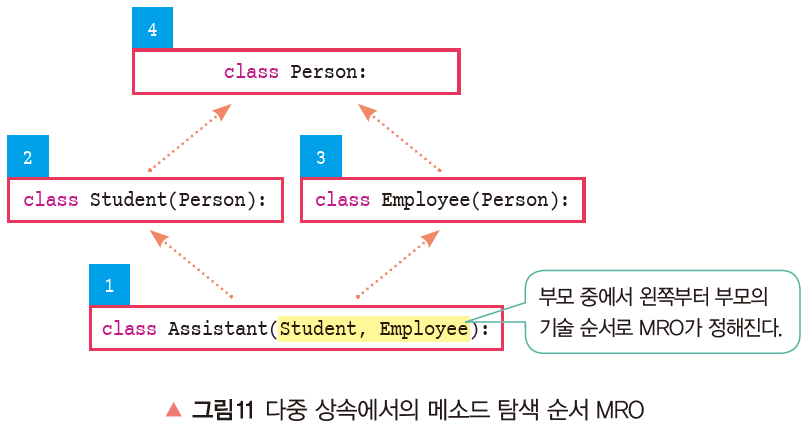 4
class Person:
2
3
class Student(Person):
class Employee(Person):
1
class Assistant(Student, Employee):
부모 중에서 왼쪽부터 부모의
기술 순서로 MRO가 정해진다.
▲ 그림11 다중 상속에서의 메소드 탐색 순서 MRO